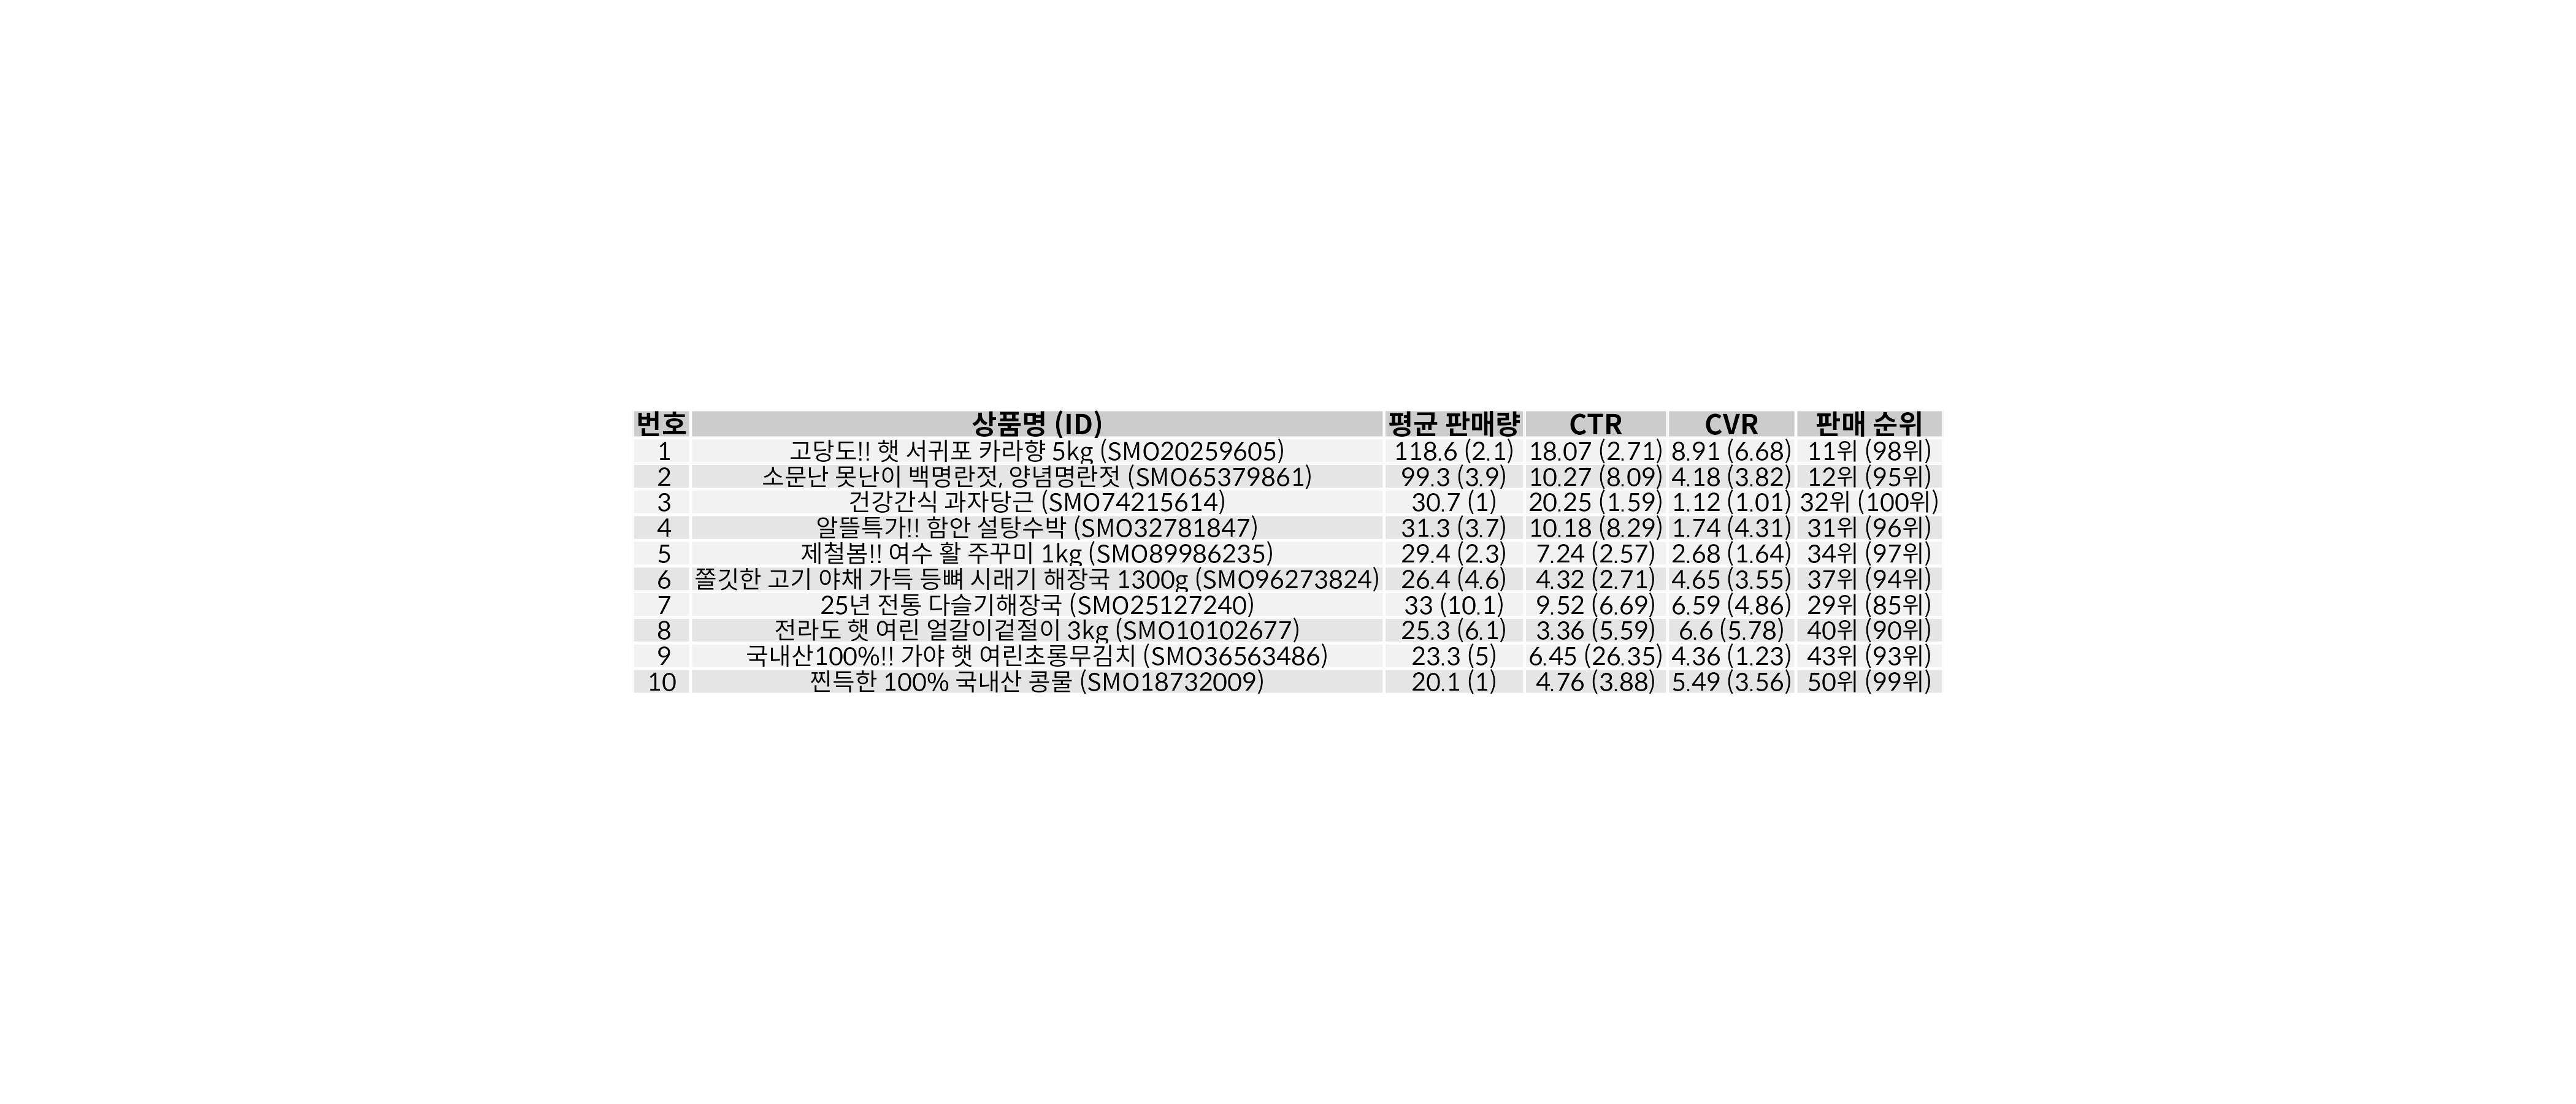 번호 상품명 (ID) 평균 판매량 CTR CVR 판매 순위
1 고당도!! 햇 서귀포 카라향 5kg (SMO20259605) 118.6 (2.1) 18.07 (2.71) 8.91 (6.68) 11위 (98위)
2 소문난 못난이 백명란젓, 양념명란젓 (SMO65379861) 99.3 (3.9) 10.27 (8.09) 4.18 (3.82) 12위 (95위)
3 건강간식 과자당근 (SMO74215614) 30.7 (1) 20.25 (1.59) 1.12 (1.01) 32위 (100위)
4 알뜰특가!! 함안 설탕수박 (SMO32781847) 31.3 (3.7) 10.18 (8.29) 1.74 (4.31) 31위 (96위)
5 제철봄!! 여수 활 주꾸미 1kg (SMO89986235) 29.4 (2.3) 7.24 (2.57) 2.68 (1.64) 34위 (97위)
6 쫄깃한 고기 야채 가득 등뼈 시래기 해장국 1300g (SMO96273824) 26.4 (4.6) 4.32 (2.71) 4.65 (3.55) 37위 (94위)
7 25년 전통 다슬기해장국 (SMO25127240) 33 (10.1) 9.52 (6.69) 6.59 (4.86) 29위 (85위)
8 전라도 햇 여린 얼갈이겉절이 3kg (SMO10102677) 25.3 (6.1) 3.36 (5.59) 6.6 (5.78) 40위 (90위)
9 국내산100%!! 가야 햇 여린초롱무김치 (SMO36563486) 23.3 (5) 6.45 (26.35) 4.36 (1.23) 43위 (93위)
10 찐득한 100% 국내산 콩물 (SMO18732009) 20.1 (1) 4.76 (3.88) 5.49 (3.56) 50위 (99위)